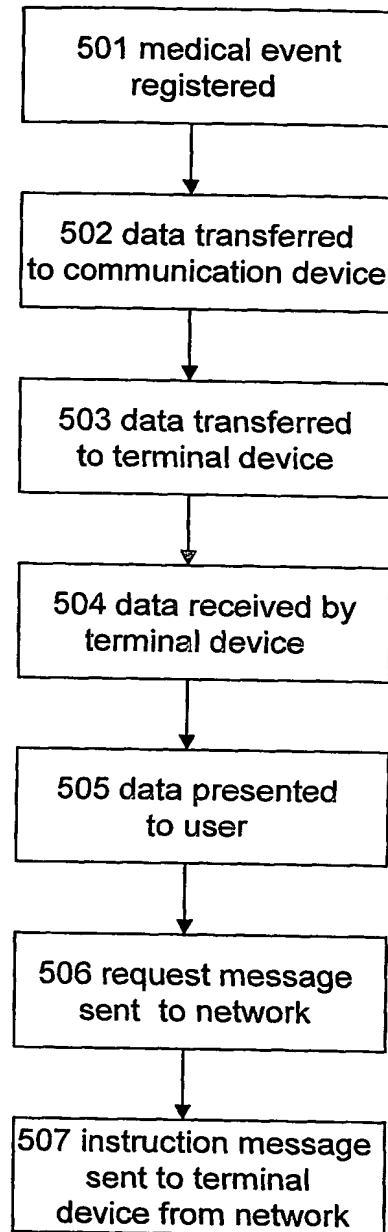 501 medical event
registered
502 data transferred
to communication device
503 data transferred
to terminal device
504 data received by
terminal device
505 data presented
to user
506 request message
sent to network
507 instruction message
sent to terminal
device from network